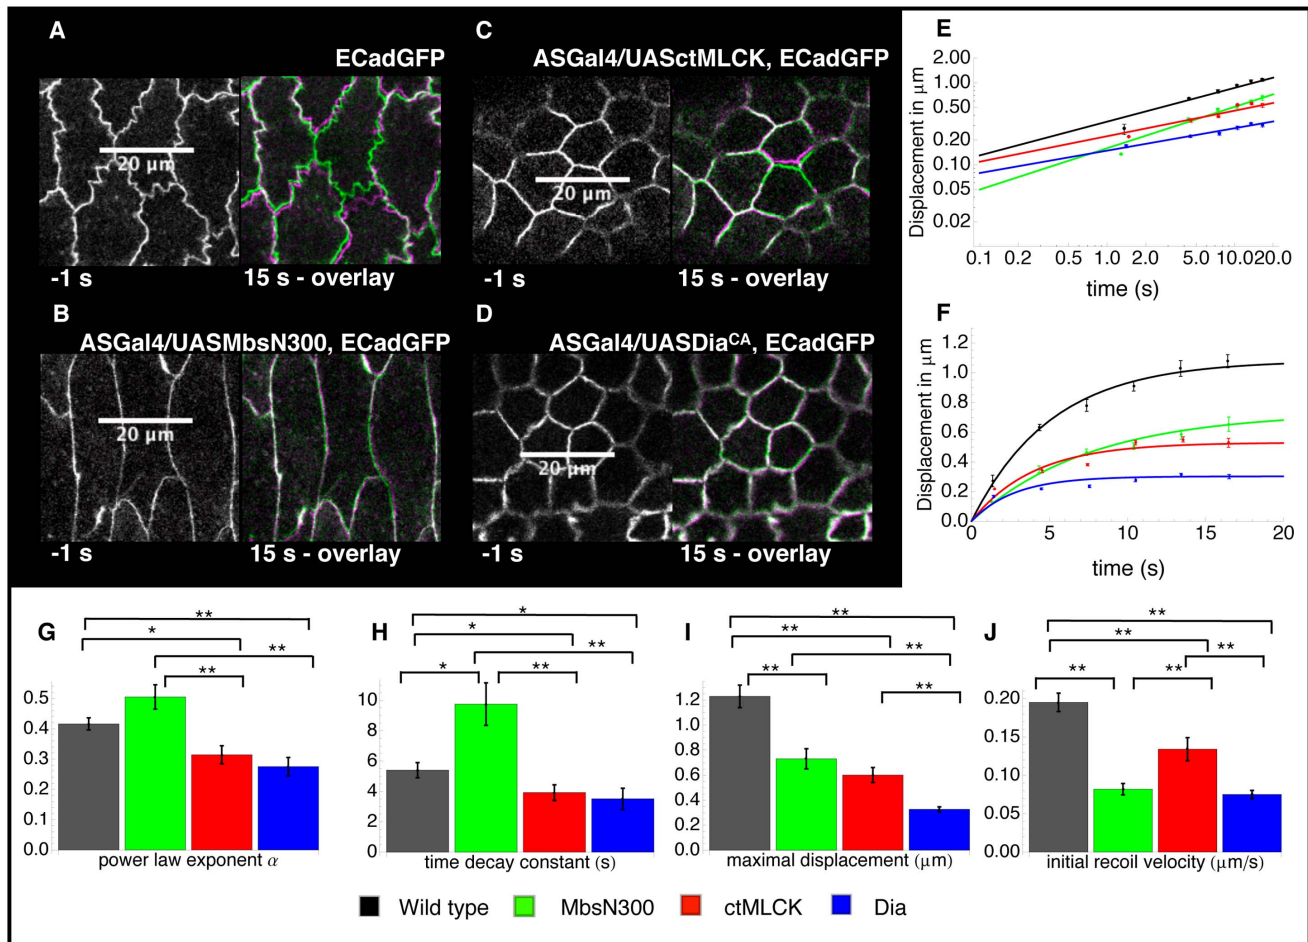 A
ECadGFP
20 μm
-1 s
15 s - overlay
B
ASGal4/UASMbsN300, ECadGFP
20 μm
-1 s
15 s - overlay
C
ASGal4/UASctMLCK, ECadGFP
20 μm
-1 s
15 s - overlay
D
ASGal4/UASDiaCA, ECadGFP
20 μm
-1 s
15 s - overlay
E
Displacement in μm
2.00
1.00
0.50
0.20
0.10
0.05
0.02
0.1 0.2 0.5 1.0 2.0 5.0 10.0 20.0
time (s)
F
Displacement in μm
1.2
1.0
0.8
0.6
0.4
0.2
0.0
0 5 10 15 20
time (s)
G
**
*
**
**
0.5
0.4
0.3
0.2
0.1
0.0
power law exponent α
H
*
*
**
*
**
10
8
6
4
2
0
time decay constant (s)
I
**
**
**
**
**
1.2
1.0
0.8
0.6
0.4
0.2
0.0
maximal displacement (μm)
J
**
**
**
**
**
0.20
0.15
0.10
0.05
0.00
initial recoil velocity (μm/s)
Wild type MbsN300 ctMLCK Dia